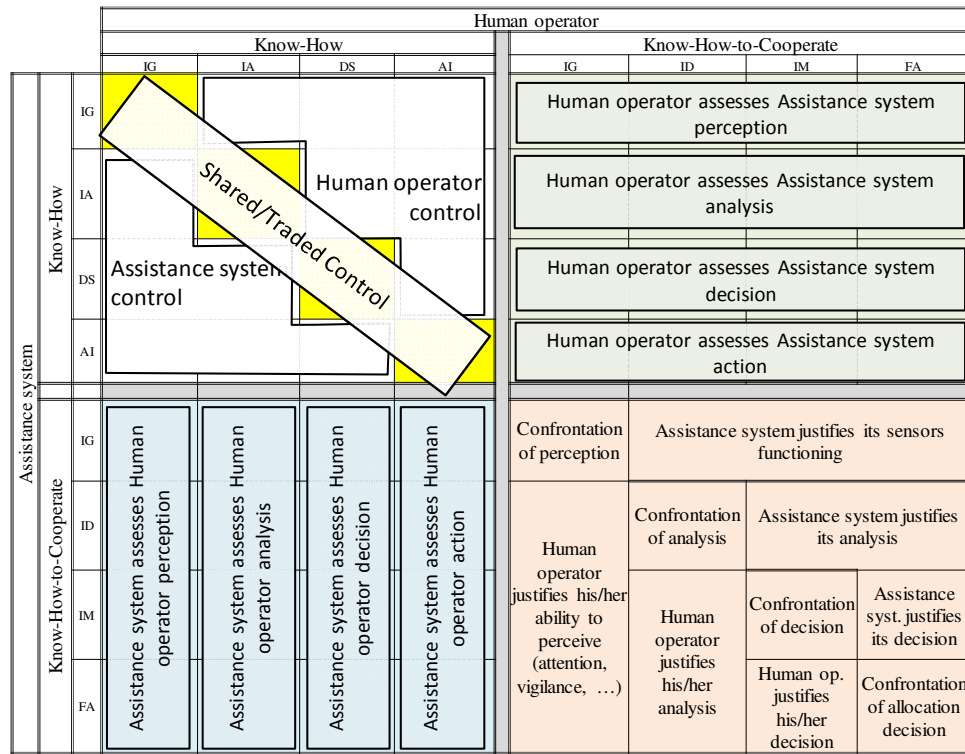 Human operator
Know-How
Know-How-to-Cooperate
IG
IA
DS
AI
IG
ID
IM
FA
Assistance system
Know-How
IG
IA
DS
AI
Shared/Traded Control
Human operator
control
Assistance system
control
Human operator assesses Assistance system
perception
Human operator assesses Assistance system
analysis
Human operator assesses Assistance system
decision
Human operator assesses Assistance system
action
Know-How-to-Cooperate
IG
ID
IM
FA
Assistance system assesses Human
operator perception
Assistance system assesses Human
operator analysis
Assistance system assesses Human
operator decision
Assistance system assesses Human
operator action
Confrontation
of perception
Assistance system justifies its sensors
functioning
Human
operator
justifies his/her
ability to
perceive
(attention,
vigilance, …)
Confrontation
of analysis
Assistance system justifies
its analysis
Human
operator
justifies
his/her
analysis
Confrontation
of decision
Assistance
syst. justifies
its decision
Human op.
justifies
his/her
decision
Confrontation
of allocation
decision